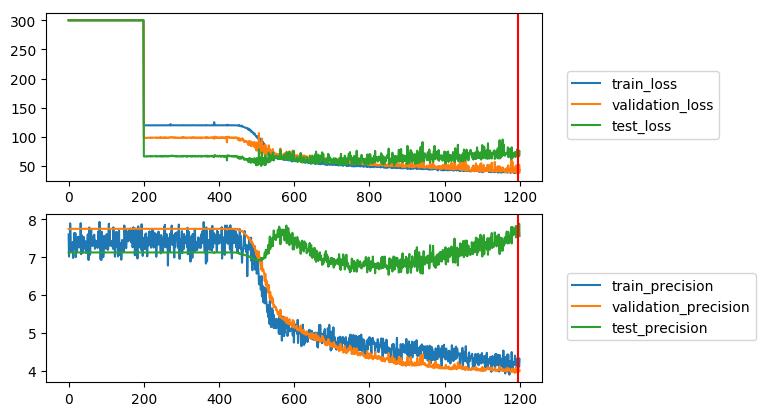 300
250
200
150
100
50
0 200 400 600 800 1000 1200
train_loss
validation_loss
test_loss
8
7
6
5
4
0 200 400 600 800 1000 1200
train_precision
validation_precision
test_precision